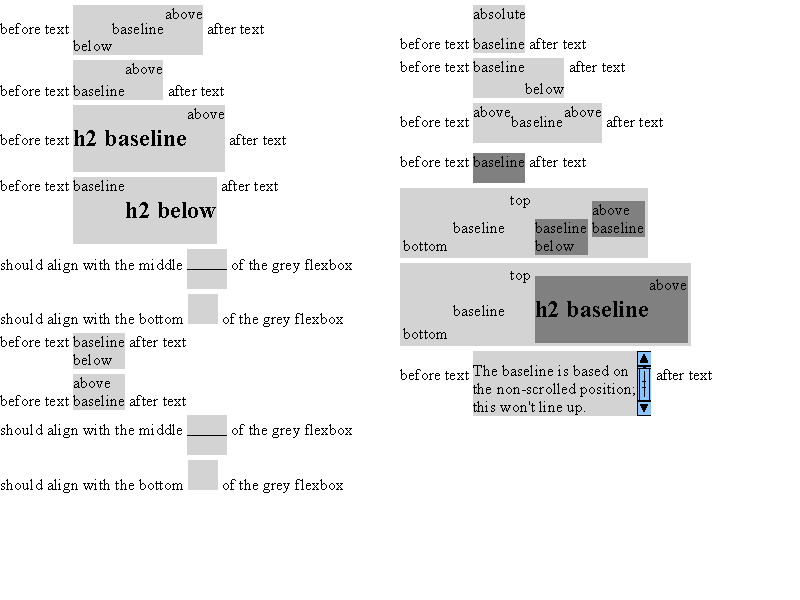 above
before text baseline after text
below
above
before text baseline after text
above
before text h2 baseline after text
before text baseline after text
h2 below
should align with the middle of the grey flexbox
should align with the bottom of the grey flexbox
before text baseline after text
below
above
before text baseline after text
should align with the middle of the grey flexbox
should align with the bottom of the grey flexbox
absolute
before text baseline after text
before text baseline after text
below
above above
before text baseline after text
before text baseline after text
top
above
baseline baseline baseline
bottom below
top
above
baseline h2 baseline
bottom
The baseline is based on
before text after text
the non-scrolled position;
this won't line up.